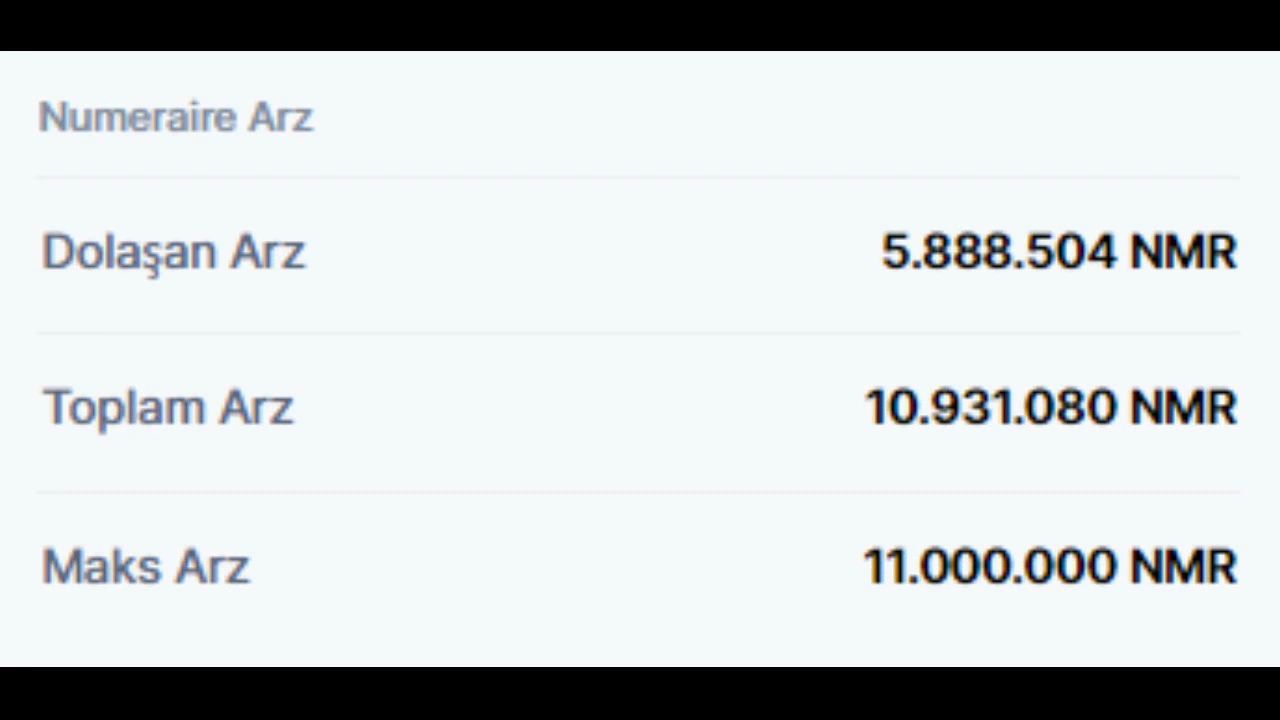 Numeraire Arz
Dolaşan Arz 5.888.504 NMR
Toplam Arz 10.931.080 NMR
Maks Arz 11.000.000 NMR